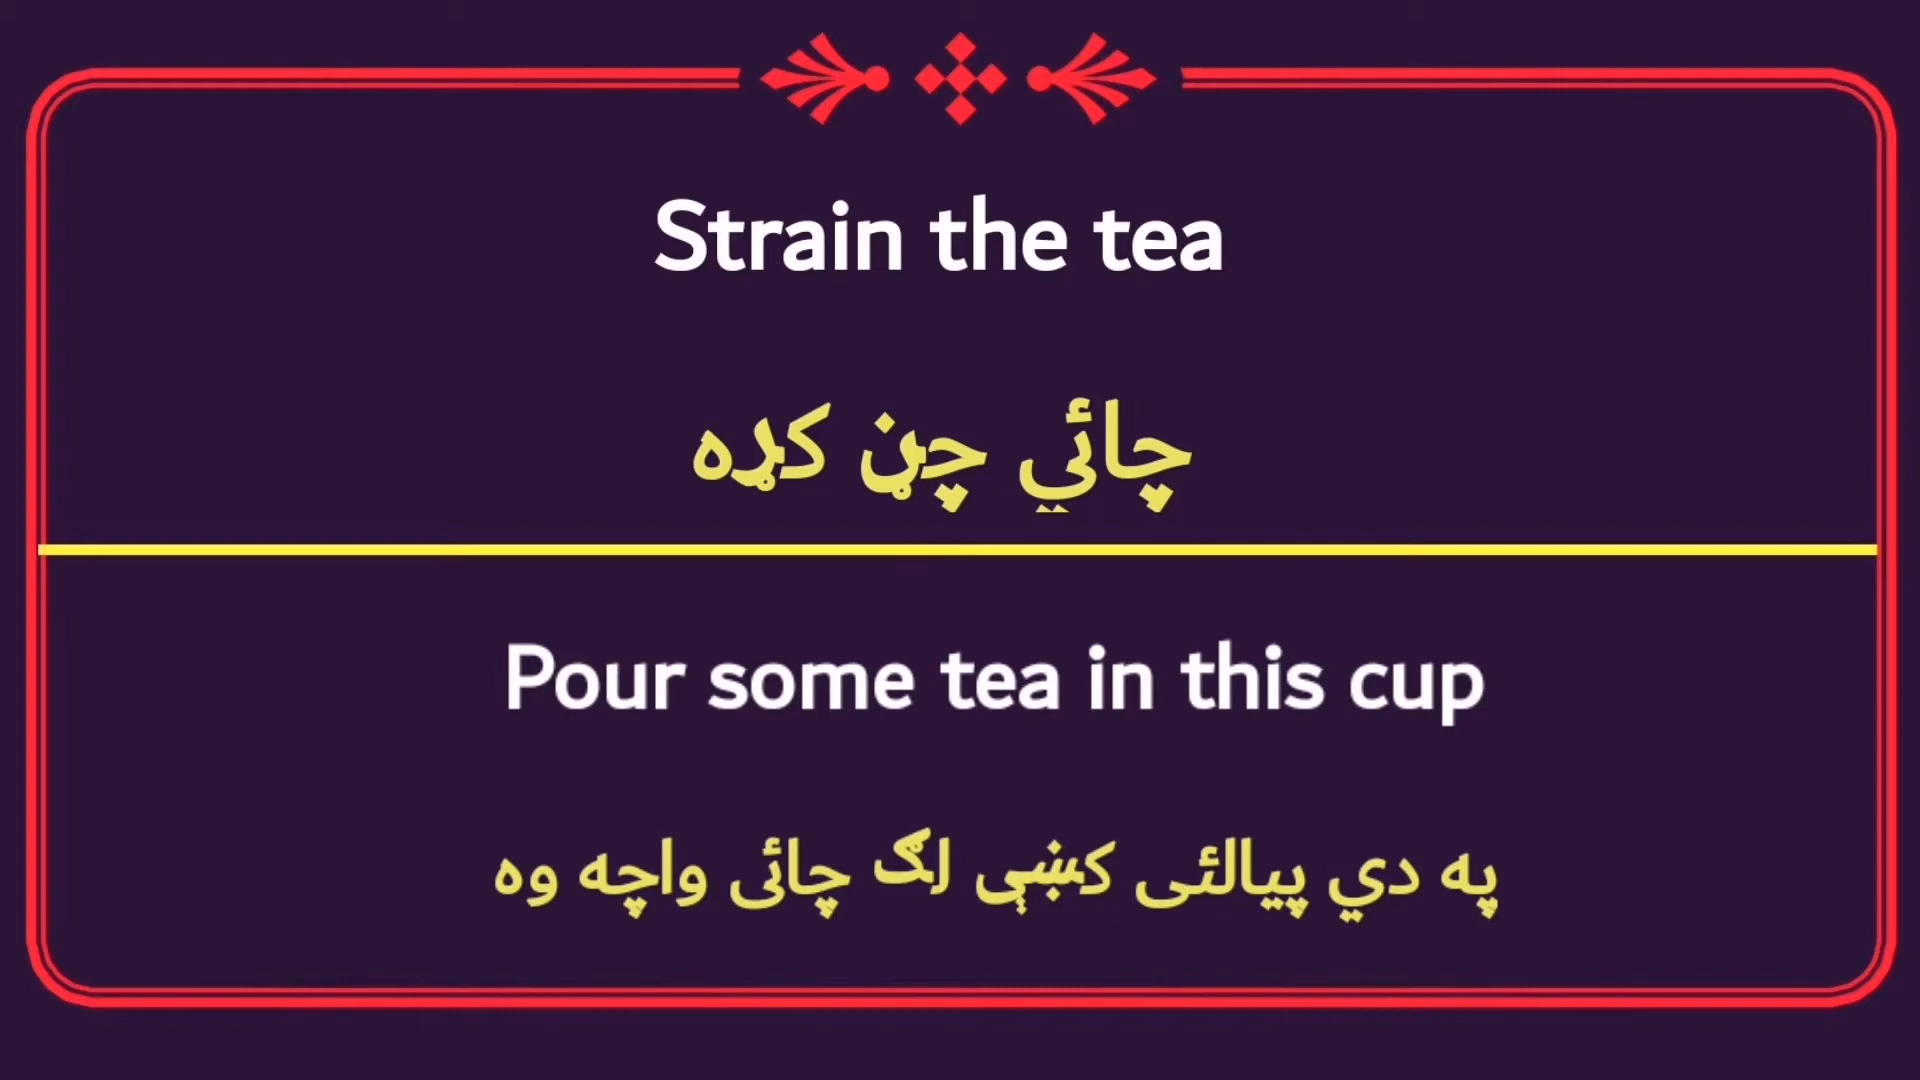 Strain the tea
چائي چڼ کړه
Pour some tea in this cup
په دي پیالئی کښې لګ چائی واچه وه